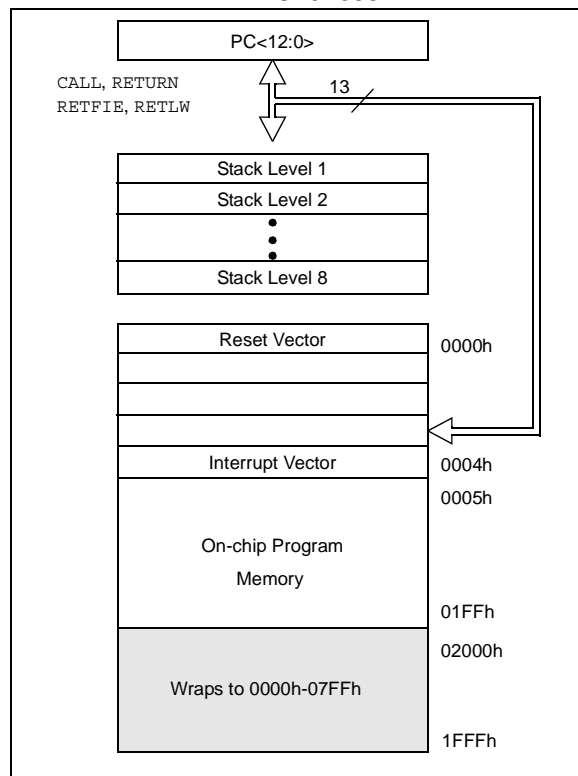 PC<12:0>
CALL, RETURN
RETFIE, RETLW
13
Stack Level 1
Stack Level 2
Stack Level 8
Reset Vector
0000h
Interrupt Vector
0004h
0005h
On-chip Program
Memory
01FFh
02000h
Wraps to 0000h-07FFh
1FFFh